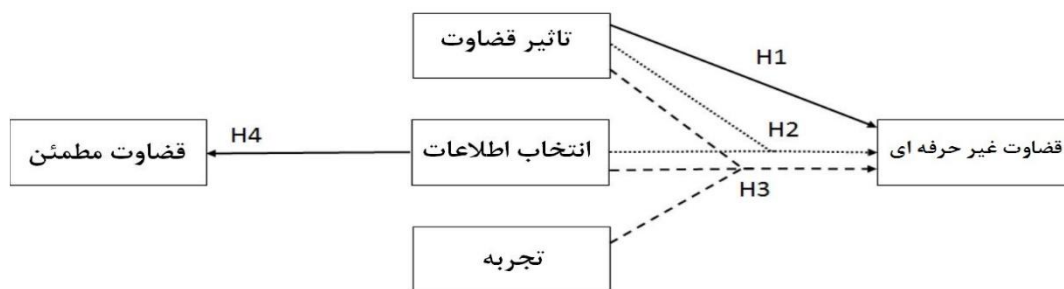 تاثیر قضاوت
H1
H2
قضاوت غیر حرفه ای
انتخاب اطلاعات
H4
قضاوت مطمئن
H3
تجربه